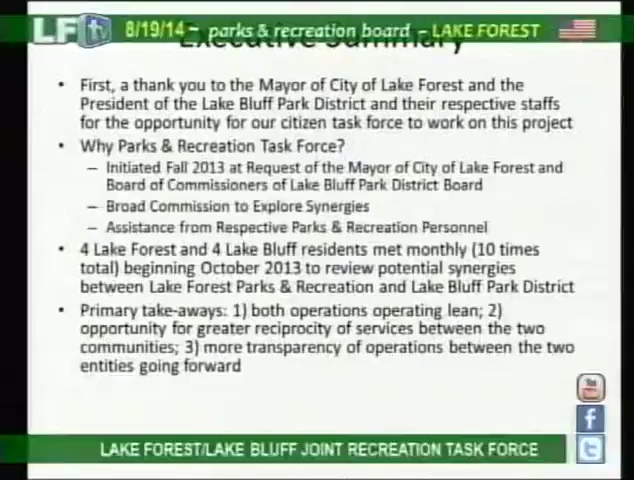 LF tv 8/19/14 ~ parks & recreation board – LAKE FOREST
Executive Summary
• First, a thank you to the Mayor of City of Lake Forest and the
President of the Lake Bluff Park District and their respective staffs
for the opportunity for our citizen task force to work on this project
• Why Parks & Recreation Task Force?
– Initiated Fall 2013 at Request of the Mayor of City of Lake Forest and
Board of Commissioners of Lake Bluff Park District Board
– Broad Commission to Explore Synergies
– Assistance from Respective Parks & Recreation Personnel
• 4 Lake Forest and 4 Lake Bluff residents met monthly (10 times
total) beginning October 2013 to review potential synergies
between Lake Forest Parks & Recreation and Lake Bluff Park District
• Primary take-aways: 1) both operations operating lean; 2)
opportunity for greater reciprocity of services between the two
communities; 3) more transparency of operations between the two
entities going forward
You
f
t
LAKE FOREST/LAKE BLUFF JOINT RECREATION TASK FORCE